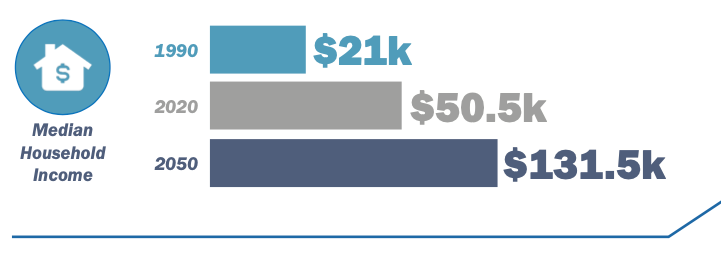 1990 $21k
2020 $50.5k
2050 $131.5k
$
Median
Household
Income